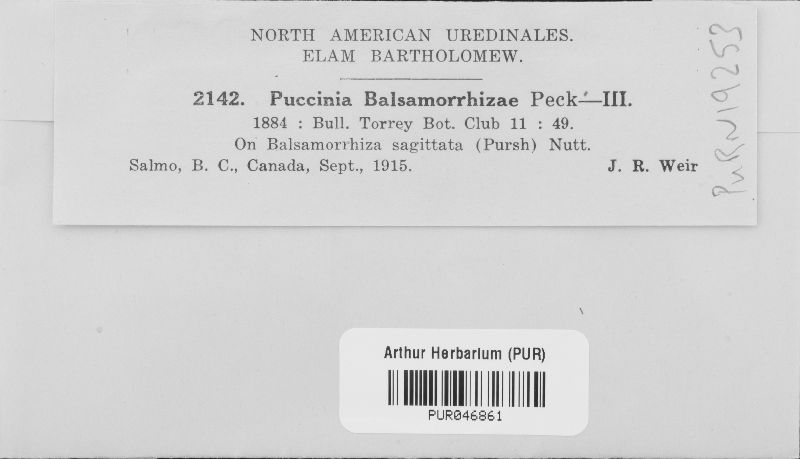 NORTH AMERICAN UREDINALES.
ELAM BARTHOLOMEW.
2142. Puccinia Balsamorrhizae Peck—III.
1884 : Bull. Torrey Bot. Club 11 : 49.
On Balsamorrhiza sagittata (Pursh) Nutt.
Salmo, B. C., Canada, Sept., 1915. J. R. Weir
PURN19253
Arthur Herbarium (PUR)
PUR046861